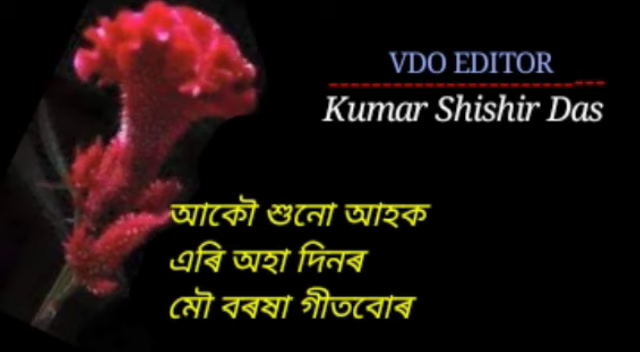 VDO EDITOR
Kumar Shishir Das
আকৌ শুনো আহক
এৰি অহা দিনৰ
মৌ বৰষা গীতবোৰ